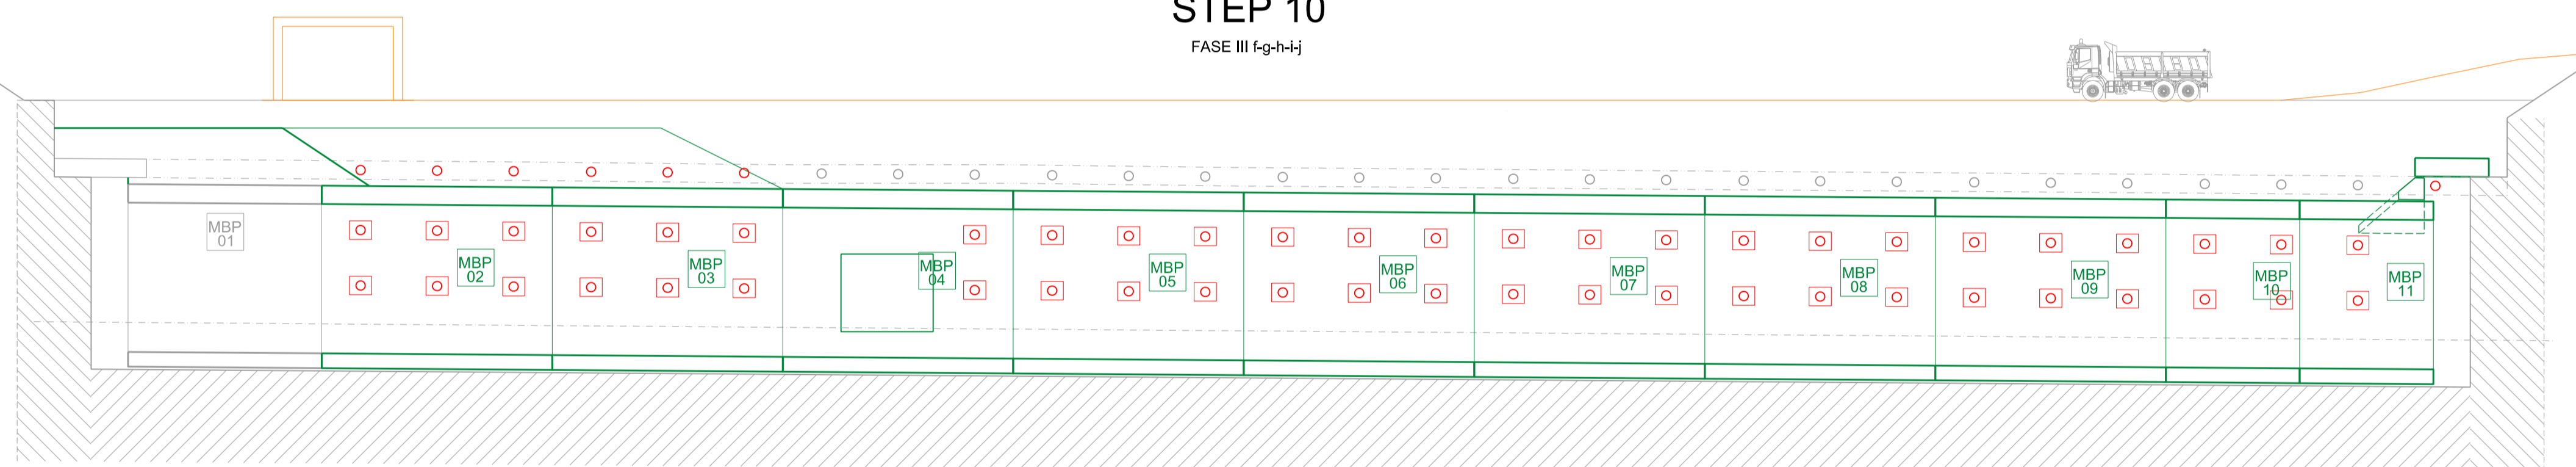 STEP 10
FASE III f-g-h-i-j
MBP
01
MBP
02
MBP
03
MBP
04
MBP
05
MBP
06
MBP
07
MBP
08
MBP
09
MBP
10
MBP
11